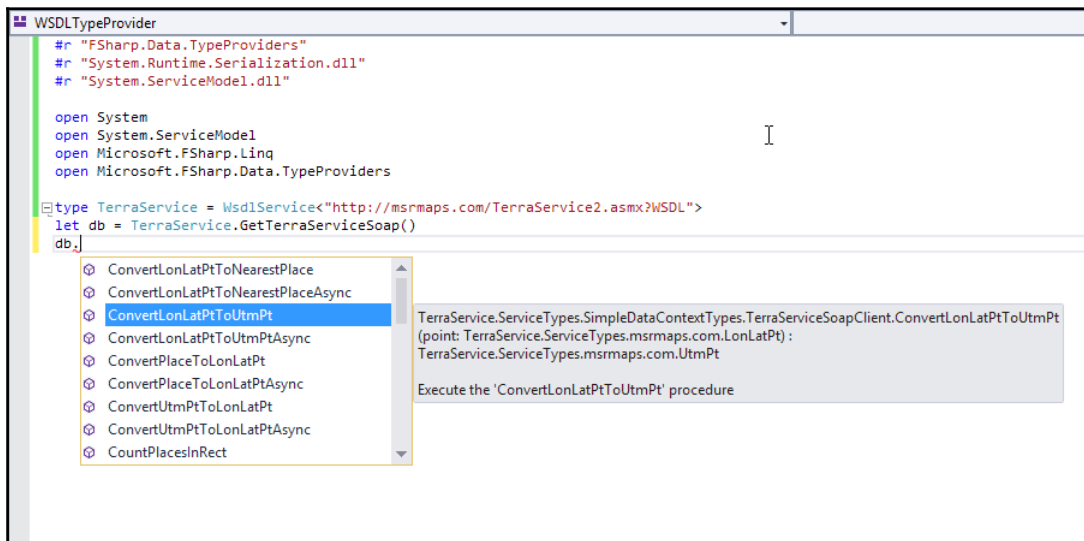 WSDLTypeProvider
#r "FSharp.Data.TypeProviders"
#r "System.Runtime.Serialization.dll"
#r "System.ServiceModel.dll"
open System
open System.ServiceModel
open Microsoft.FSharp.Linq
open Microsoft.FSharp.Data.TypeProviders
type TerraService = WsdlService<"http://msrmaps.com/TerraService2.asmx?WSDL">
let db = TerraService.GetTerraServiceSoap()
db.
ConvertLonLatPtToNearestPlace
ConvertLonLatPtToNearestPlaceAsync
ConvertLonLatPtToUtmPt
ConvertLonLatPtToUtmPtAsync
ConvertPlaceToLonLatPt
ConvertPlaceToLonLatPtAsync
ConvertUtmPtToLonLatPt
ConvertUtmPtToLonLatPtAsync
CountPlacesInRect
TerraService.ServiceTypes.SimpleDataContextTypes.TerraServiceSoapClient.ConvertLonLatPtToUtmPt
(point: TerraService.ServiceTypes.msrmaps.com.LonLatPt) :
TerraService.ServiceTypes.msrmaps.com.UtmPt
Execute the 'ConvertLonLatPtToUtmPt' procedure